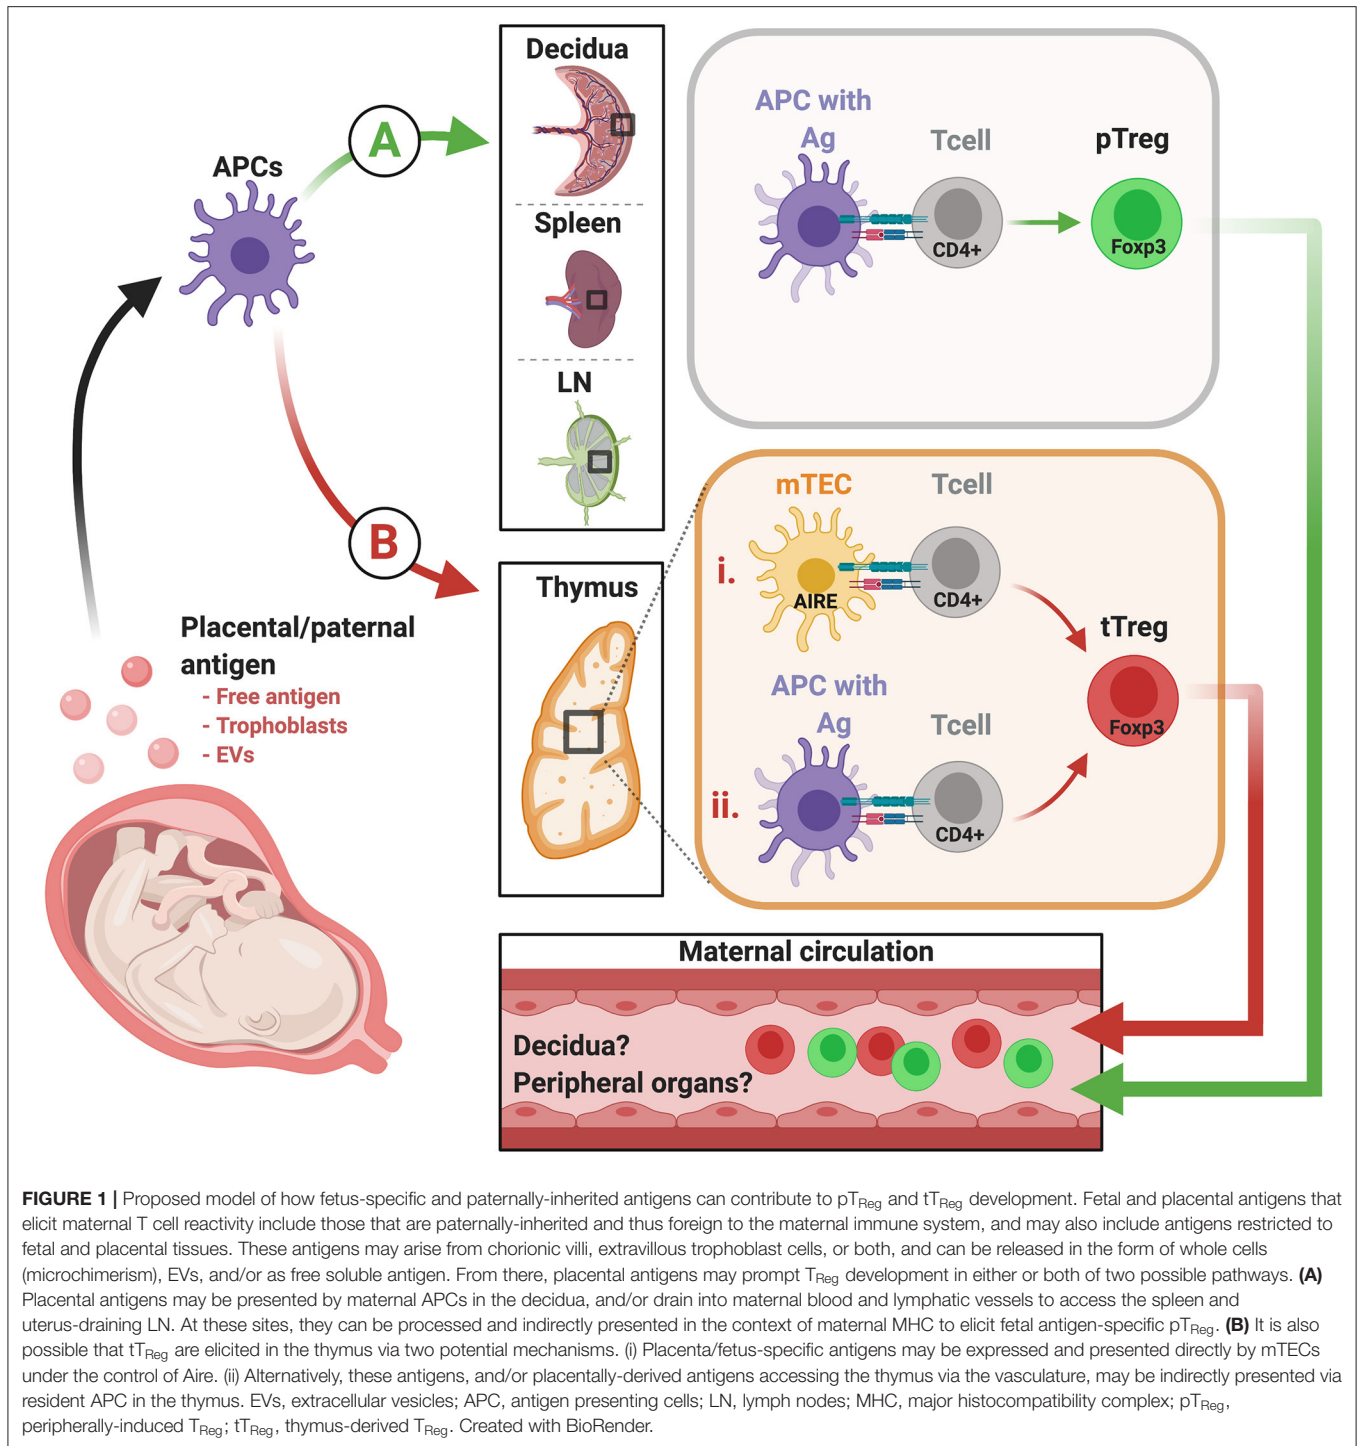 Decidua
Spleen
LN
APCs
A
B
APC with
Ag
Tcell
pTreg
CD4+
Foxp3
Thymus
mTEC
Tcell
i.
AIRE
CD4+
tTreg
Foxp3
APC with
Ag
Tcell
ii.
CD4+
Placental/paternal
antigen
- Free antigen
- Trophoblasts
- EVs
Maternal circulation
Decidua?
Peripheral organs?
FIGURE 1 | Proposed model of how fetus-specific and paternally-inherited antigens can contribute to pTReg and tTReg development. Fetal and placental antigens that
elicit maternal T cell reactivity include those that are paternally-inherited and thus foreign to the maternal immune system, and may also include antigens restricted to
fetal and placental tissues. These antigens may arise from chorionic villi, extravillous trophoblast cells, or both, and can be released in the form of whole cells
(microchimerism), EVs, and/or as free soluble antigen. From there, placental antigens may prompt TReg development in either or both of two possible pathways. (A)
Placental antigens may be presented by maternal APCs in the decidua, and/or drain into maternal blood and lymphatic vessels to access the spleen and
uterus-draining LN. At these sites, they can be processed and indirectly presented in the context of maternal MHC to elicit fetal antigen-specific pTReg. (B) It is also
possible that tTReg are elicited in the thymus via two potential mechanisms. (i) Placenta/fetus-specific antigens may be expressed and presented directly by mTECs
under the control of Aire. (ii) Alternatively, these antigens, and/or placentally-derived antigens accessing the thymus via the vasculature, may be indirectly presented via
resident APC in the thymus. EVs, extracellular vesicles; APC, antigen presenting cells; LN, lymph nodes; MHC, major histocompatibility complex; pTReg,
peripherally-induced TReg; tTReg, thymus-derived TReg. Created with BioRender.